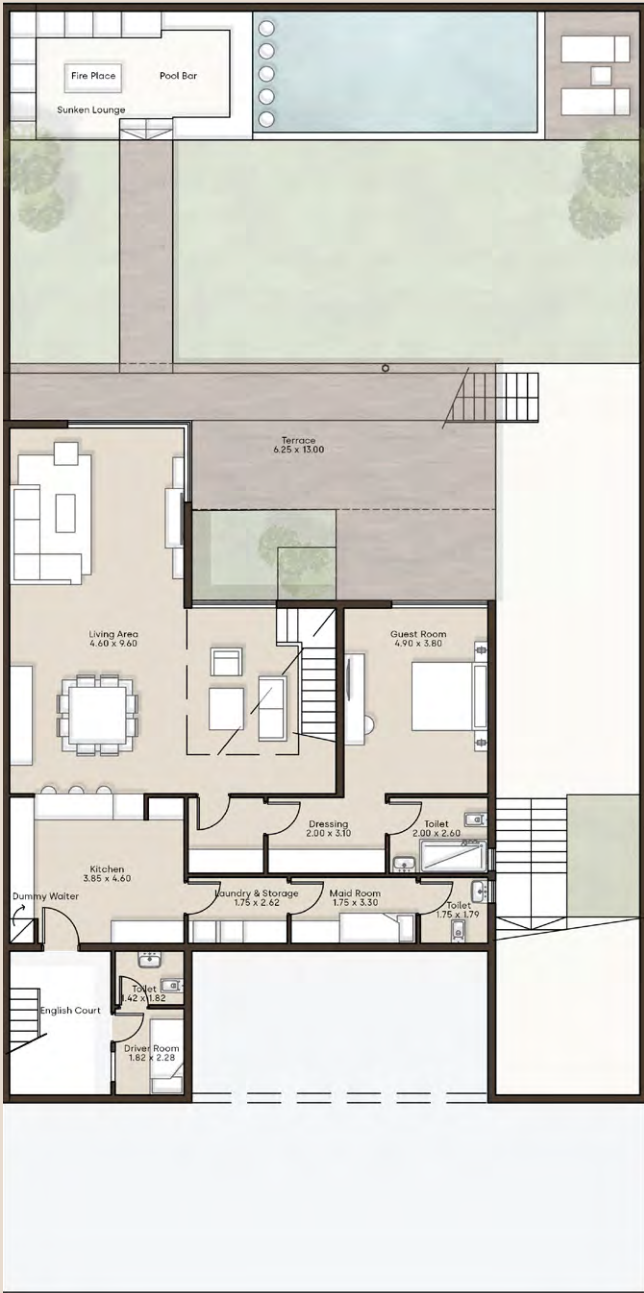 Fire Place
Pool Bar
Sunken Lounge
Terrace
6.25 x 13.00
Living Area
4.60 x 9.60
Guest Room
4.90 x 3.80
Dressing
2.00 x 3.10
Toilet
2.00 x 2.60
Kitchen
3.85 x 4.60
Dummy Waiter
Laundry & Storage
1.75 x 2.62
Maid Room
1.75 x 3.30
Toilet
1.75 x 1.79
English Court
Toilet
1.42 x 1.82
Driver Room
1.82 x 2.28